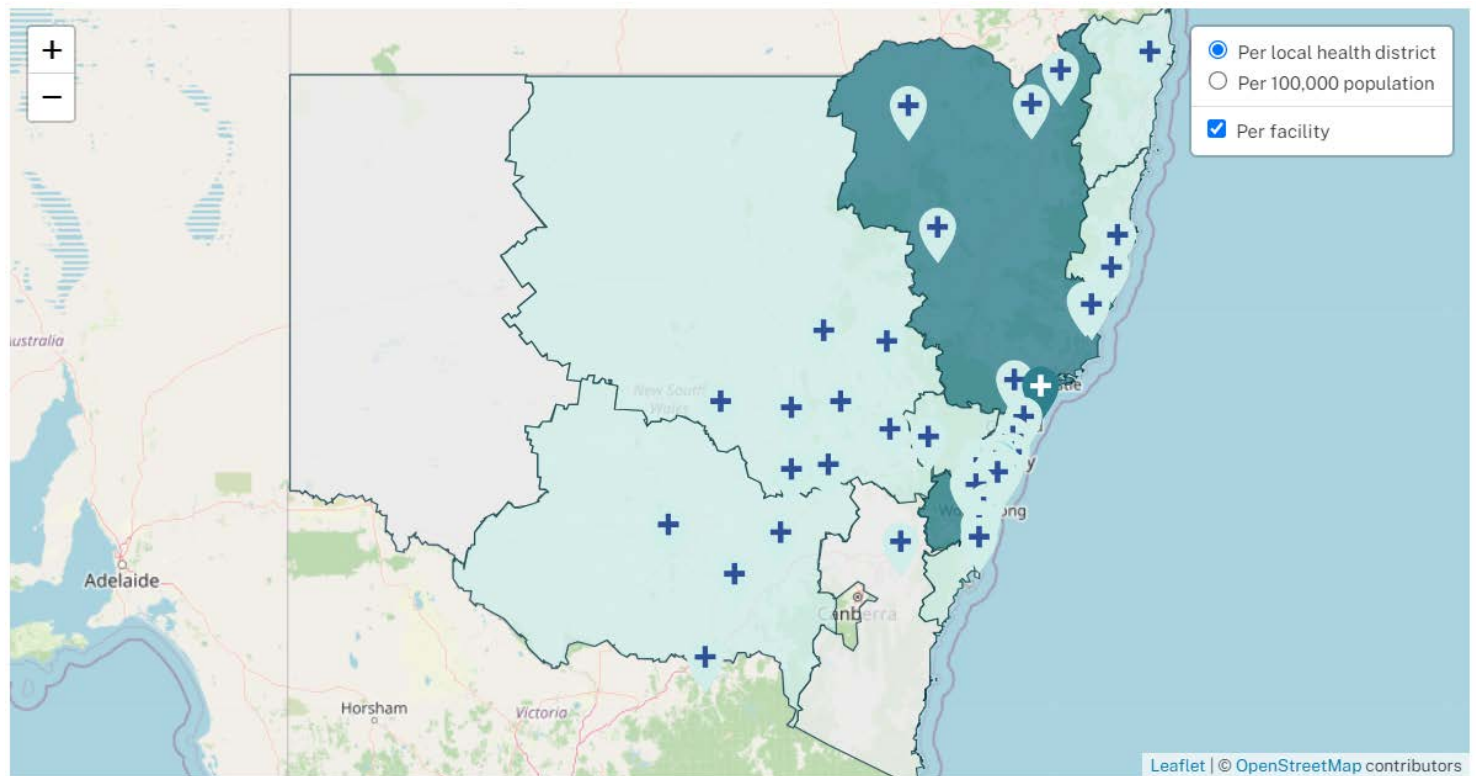 +
−
Per local health district
Per 100,000 population
Per facility
ustralia
New South
Wales
Adelaide
Canberra
Horsham
Victoria
Leaflet | © OpenStreetMap contributors